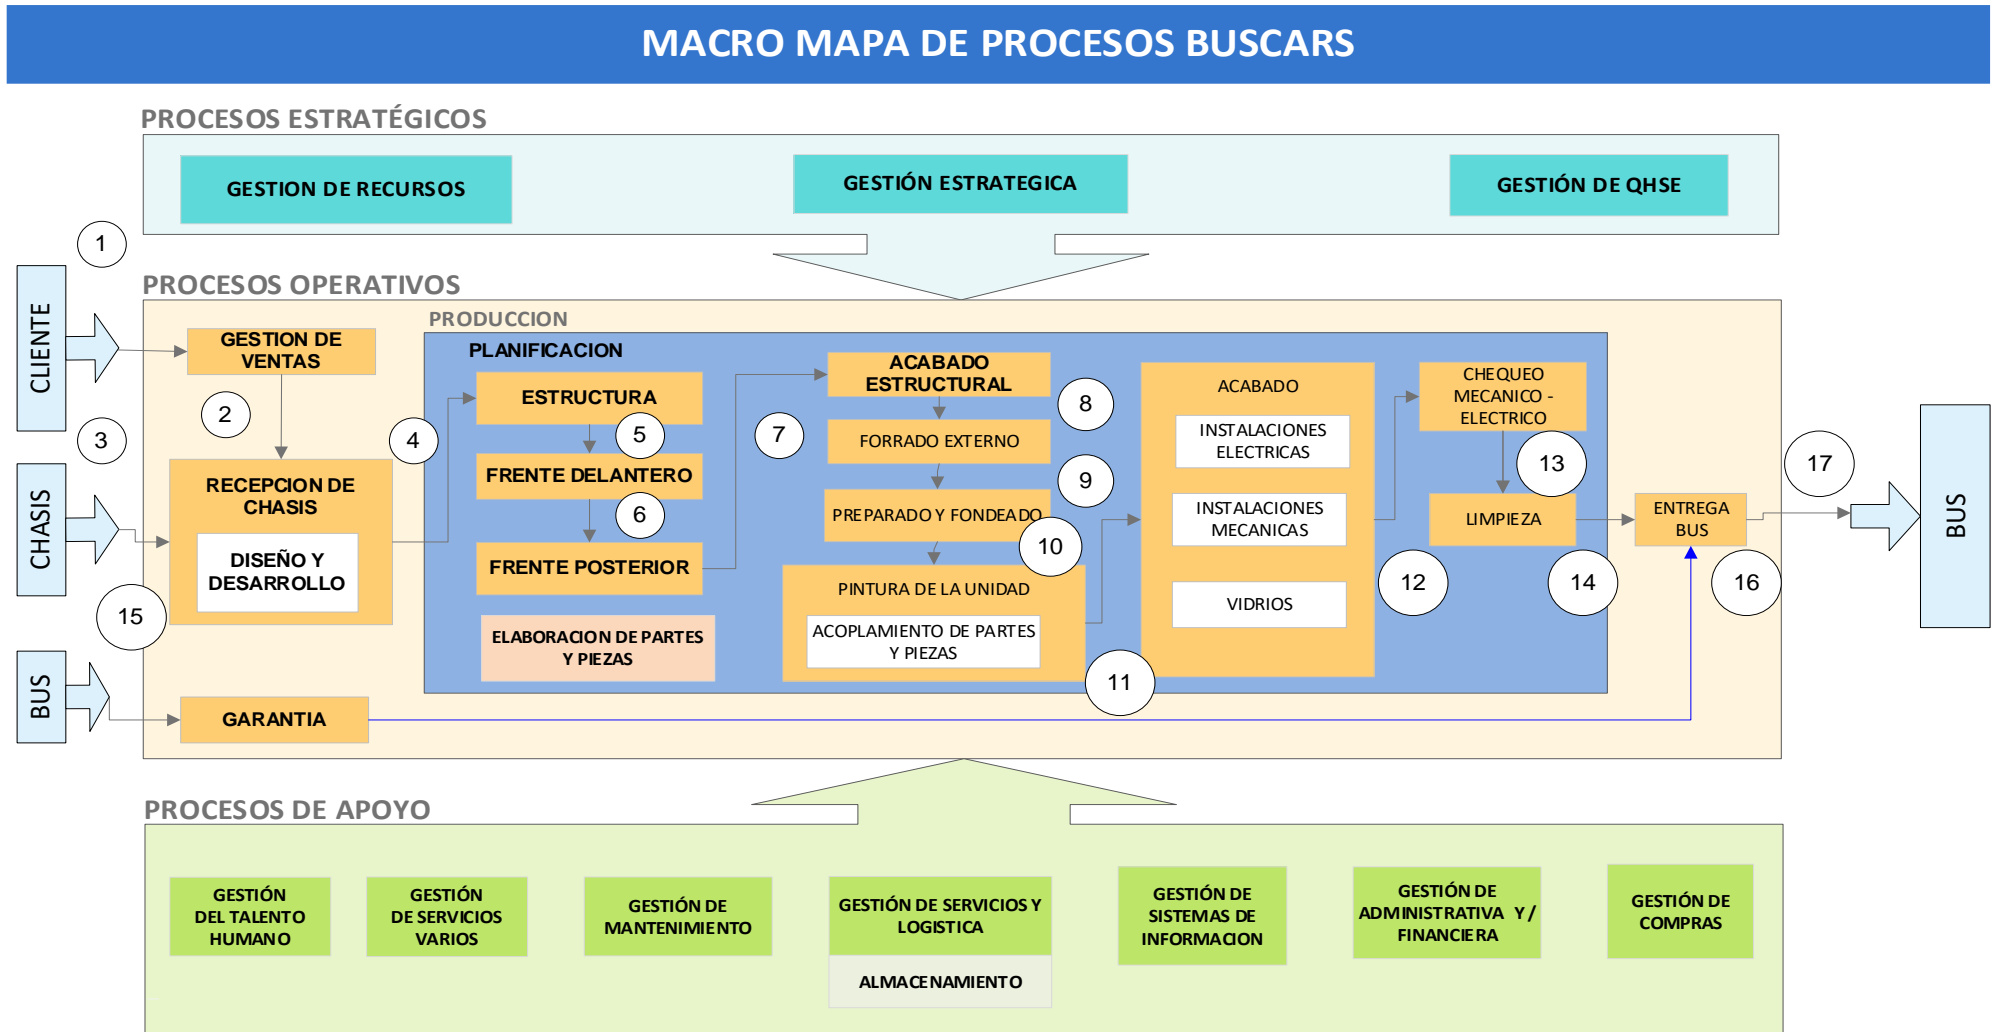 MACRO MAPA DE PROCESOS BUSCARS
PROCESOS ESTRATÉGICOS
GESTION DE RECURSOS
GESTIÓN ESTRATEGICA
GESTIÓN DE QHSE
1
PROCESOS OPERATIVOS
CLIENTE
GESTION DE
VENTAS
2
3
CHASIS
RECEPCION DE
CHASIS
DISEÑO Y
DESARROLLO
15
BUS
GARANTIA
4
PRODUCCION
PLANIFICACION
ESTRUCTURA
5
FRENTE DELANTERO
6
FRENTE POSTERIOR
ELABORACION DE PARTES
Y PIEZAS
7
ACABADO
ESTRUCTURAL
8
FORRADO EXTERNO
9
PREPARADO Y FONDEADO
10
PINTURA DE LA UNIDAD
ACOPLAMIENTO DE PARTES
Y PIEZAS
11
ACABADO
INSTALACIONES
ELECTRICAS
INSTALACIONES
MECANICAS
VIDRIOS
12
CHEQUEO
MECANICO -
ELECTRICO
13
LIMPIEZA
14
ENTREGA
BUS
16
17
BUS
PROCESOS DE APOYO
GESTIÓN
DEL TALENTO
HUMANO
GESTIÓN
DE SERVICIOS
VARIOS
GESTIÓN DE
MANTENIMIENTO
GESTIÓN DE SERVICIOS Y
LOGISTICA
ALMACENAMIENTO
GESTIÓN DE
SISTEMAS DE
INFORMACION
GESTIÓN DE
ADMINISTRATIVA Y /
FINANCIERA
GESTIÓN DE
COMPRAS